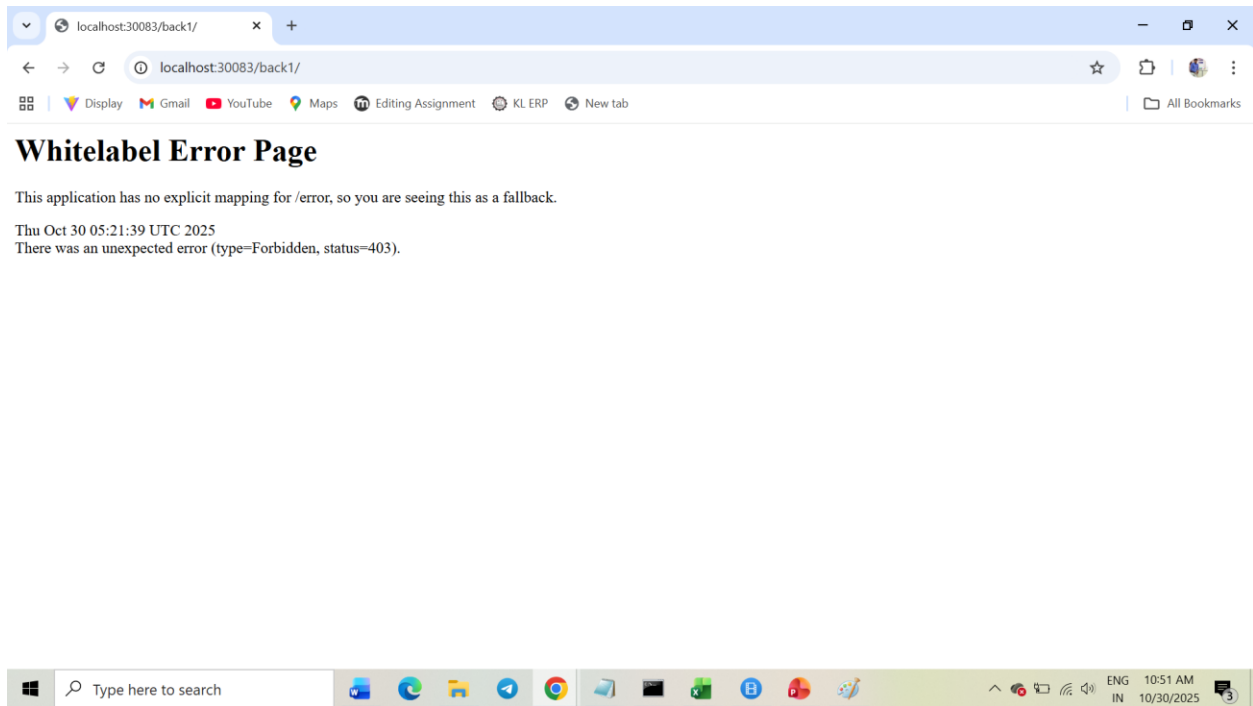 localhost:30083/back1/
localhost:30083/back1/
Display Gmail YouTube Maps Editing Assignment KL ERP New tab All Bookmarks
Whitelabel Error Page
This application has no explicit mapping for /error, so you are seeing this as a fallback.
Thu Oct 30 05:21:39 UTC 2025
There was an unexpected error (type=Forbidden, status=403).
Type here to search
ENG 10:51 AM
IN 10/30/2025
3